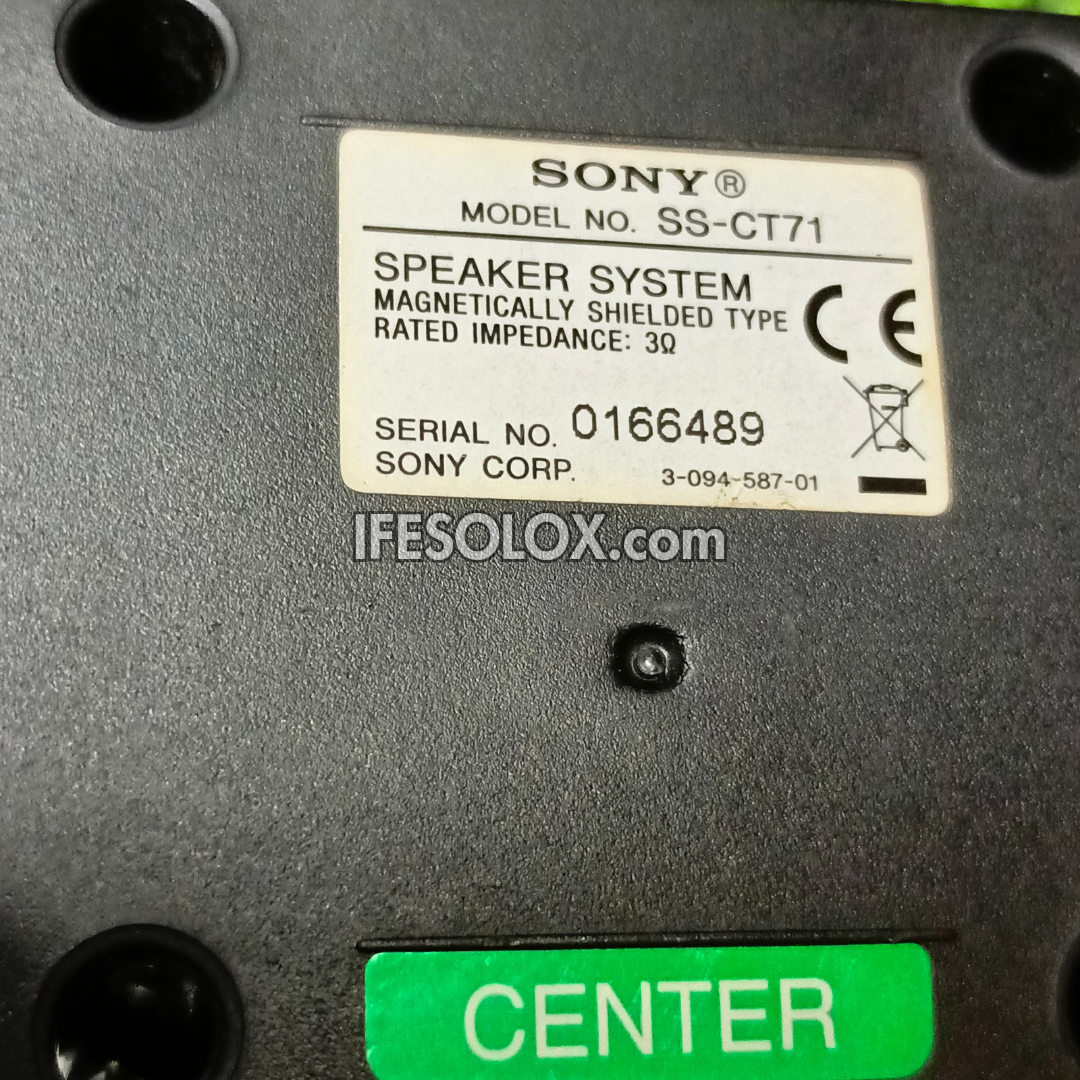 SONY®
MODEL NO. SS-CT71
SPEAKER SYSTEM
MAGNETICALLY SHIELDED TYPE
RATED IMPEDANCE: 3Ω
CE
SERIAL NO. 0166489
SONY CORP. 3-094-587-01
IFESOLOX.com
CENTER